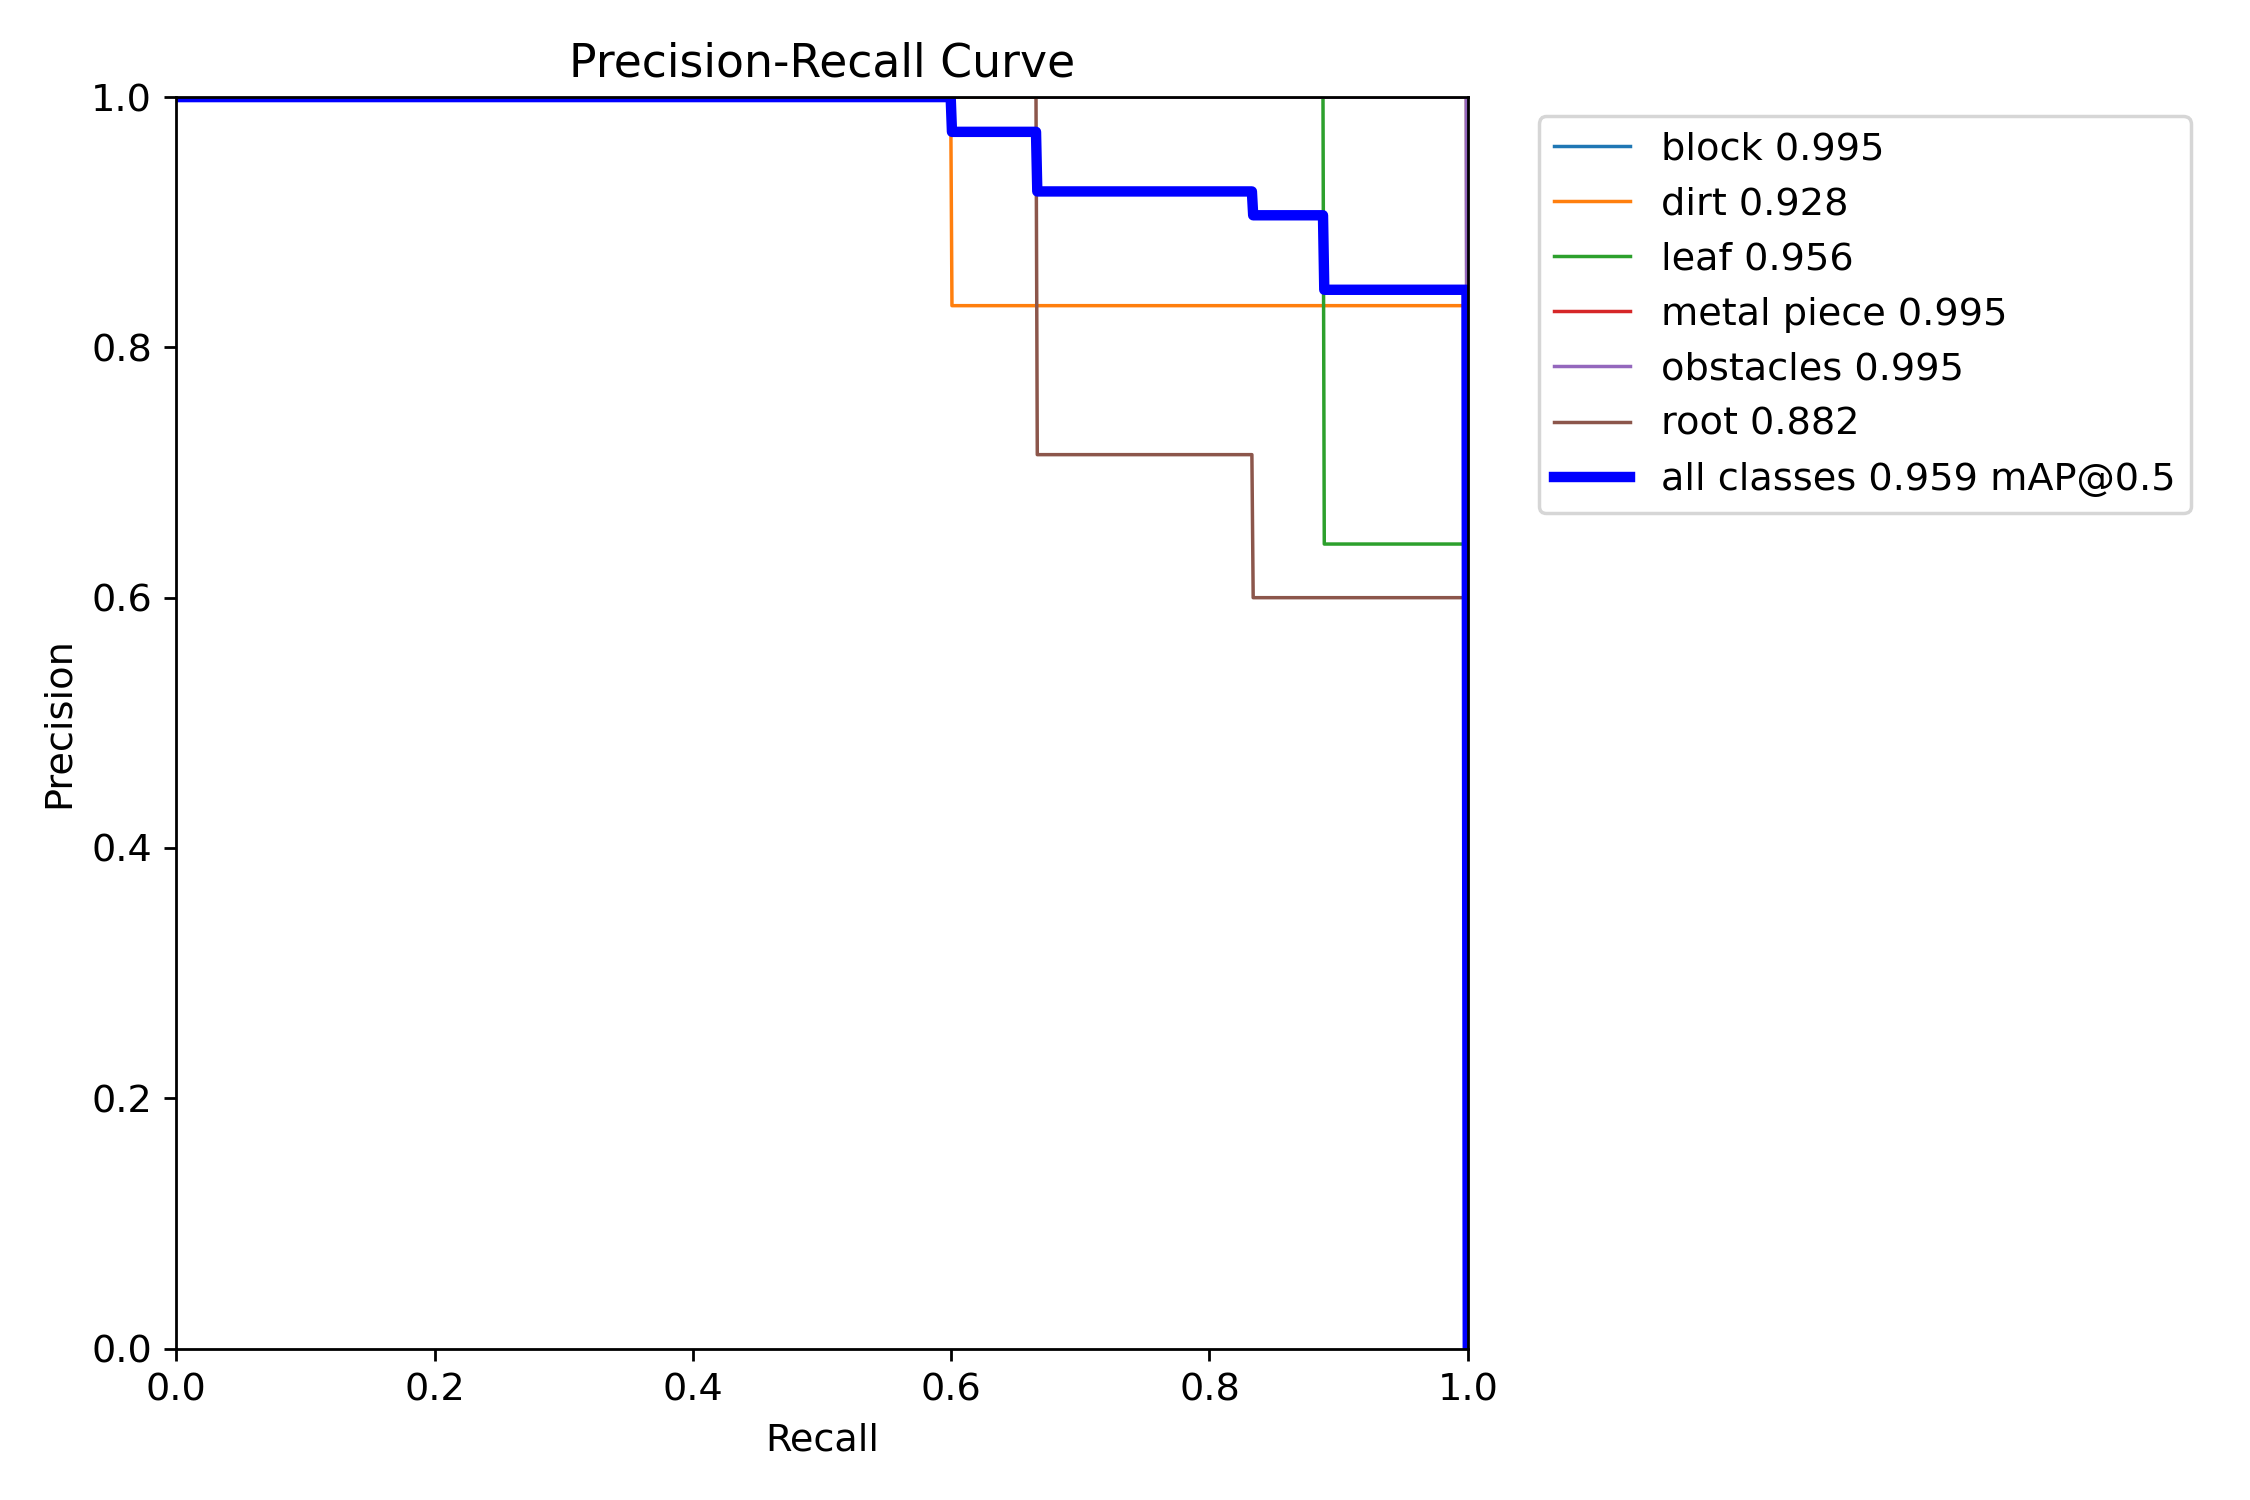 Precision-Recall Curve
1.0
0.8
0.6
0.4
0.2
0.0
Precision
0.0 0.2 0.4 0.6 0.8 1.0
Recall
block 0.995
dirt 0.928
leaf 0.956
metal piece 0.995
obstacles 0.995
root 0.882
all classes 0.959 mAP@0.5